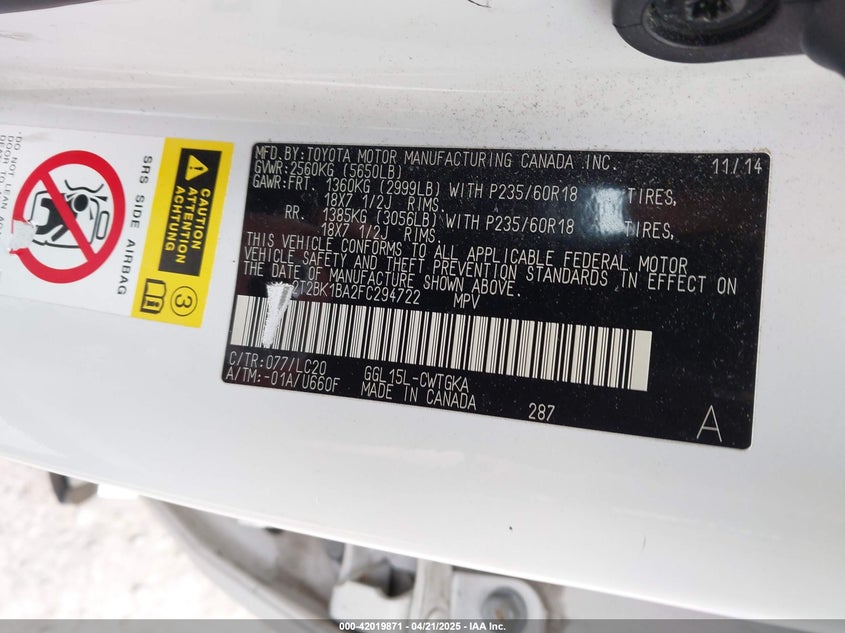 MFD.BY:TOYOTA MOTOR MANUFACTURING CANADA INC. 11/14
GVWR:2560KG (5650LB)
GAWR:FRT. 1360KG (2999LB) WITH P235/60R18 TIRES,
18X7 1/2J RIMS.
RR. 1385KG (3056LB) WITH P235/60R18 TIRES,
18X7 1/2J RIMS.
THIS VEHICLE CONFORMS TO ALL APPLICABLE FEDERAL MOTOR
VEHICLE SAFETY AND THEFT PREVENTION STANDARDS IN EFFECT ON
THE DATE OF MANUFACTURE SHOWN ABOVE.
2T2BK1BA2FC294722 MPV
C/TR:077/LC20 GGL15L-CWTGKA
A/TM:-01A/U660F MADE IN CANADA 287 A
SRS SIDE AIRBAG
CAUTION
ATTENTION
ACHTUNG
3
DO NOT LEAN
DOOR
000-42019871 04/21/2025 IAA Inc.